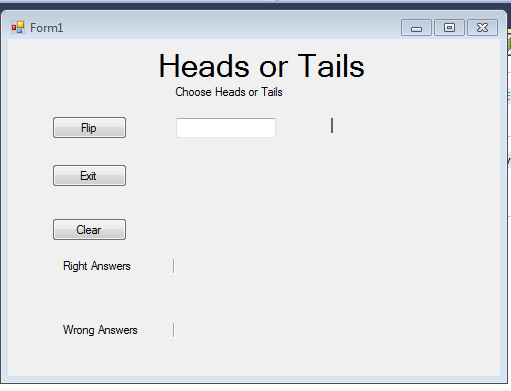 Form1
Heads or Tails
Choose Heads or Tails
Flip
Exit
Clear
Right Answers
Wrong Answers